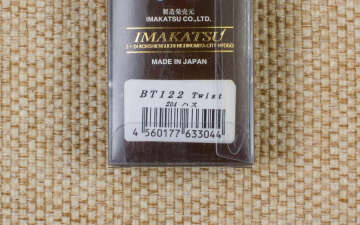 製造発売元
IMAKATSU CO.,LTD.
IMAKATSU
MADE IN JAPAN
BT122 Twist
204 ハス
4 560177 633044